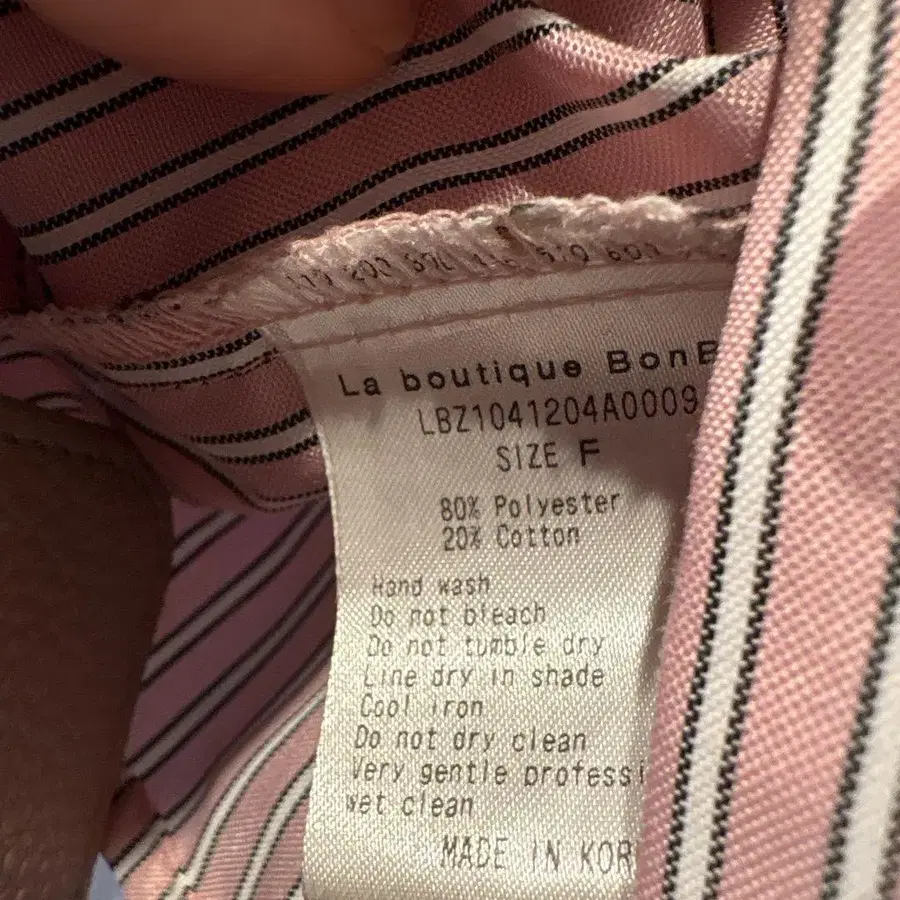 La boutique BonB
LBZ1041204A0009
SIZE F
80% Polyester
20% Cotton
Hand wash
Do not bleach
Do not tumble dry
Line dry in shade
Cool iron
Do not dry clean
Very gentle professi
wet clean
MADE IN KOR